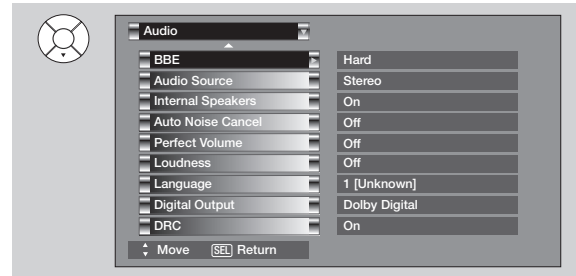 Audio
BBE Hard
Audio Source Stereo
Internal Speakers On
Auto Noise Cancel Off
Perfect Volume Off
Loudness Off
Language 1 [Unknown]
Digital Output Dolby Digital
DRC On
Move SEL Return